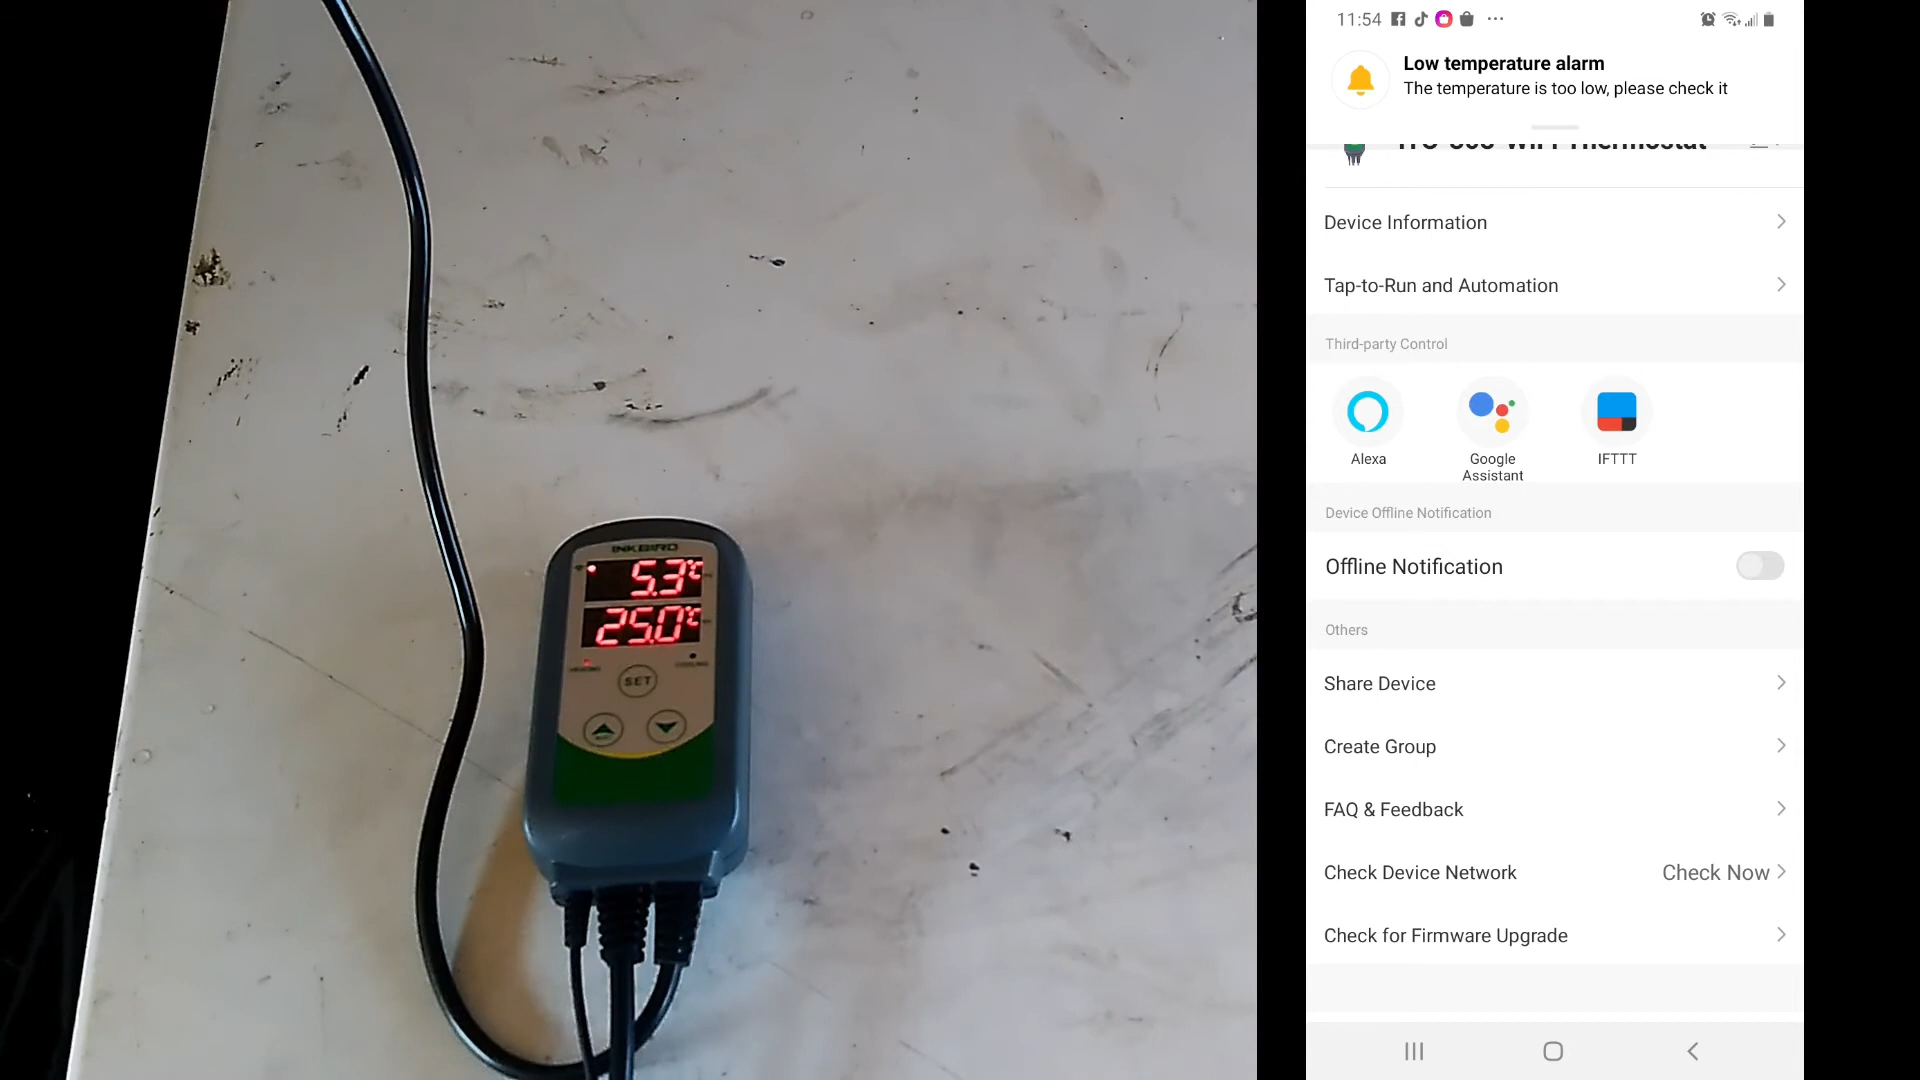 INKBIRD
5.3°C
25.0°C
HEATING
COOLING
SET
11:54
Low temperature alarm
The temperature is too low, please check it
Device Information
Tap-to-Run and Automation
Third-party Control
Alexa
Google
Assistant
IFTTT
Device Offline Notification
Offline Notification
Others
Share Device
Create Group
FAQ & Feedback
Check Device Network
Check Now
Check for Firmware Upgrade